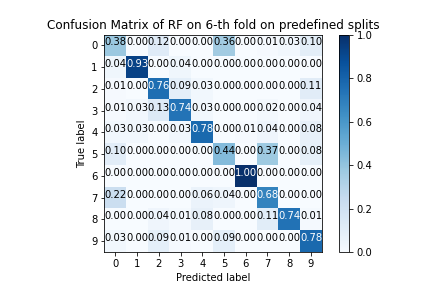 Confusion Matrix of RF on 6-th fold on predefined splits
0 0.38 0.00 0.12 0.00 0.00 0.36 0.00 0.01 0.03 0.10
1 0.04 0.93 0.00 0.04 0.00 0.00 0.00 0.00 0.00 0.00
2 0.01 0.00 0.76 0.09 0.03 0.00 0.00 0.00 0.00 0.11
3 0.01 0.03 0.13 0.74 0.03 0.00 0.00 0.02 0.00 0.04
4 0.03 0.03 0.03 0.00 0.78 0.00 0.01 0.04 0.00 0.08
5 0.10 0.00 0.00 0.00 0.00 0.44 0.00 0.37 0.00 0.08
6 0.00 0.00 0.00 0.00 0.00 0.00 1.00 0.00 0.00 0.00
7 0.22 0.00 0.00 0.00 0.06 0.04 0.00 0.68 0.00 0.00
8 0.00 0.00 0.04 0.01 0.08 0.00 0.00 0.11 0.74 0.01
9 0.03 0.00 0.09 0.01 0.00 0.09 0.00 0.00 0.00 0.78
0 1 2 3 4 5 6 7 8 9
True label
Predicted label
1.0
0.8
0.6
0.4
0.2
0.0